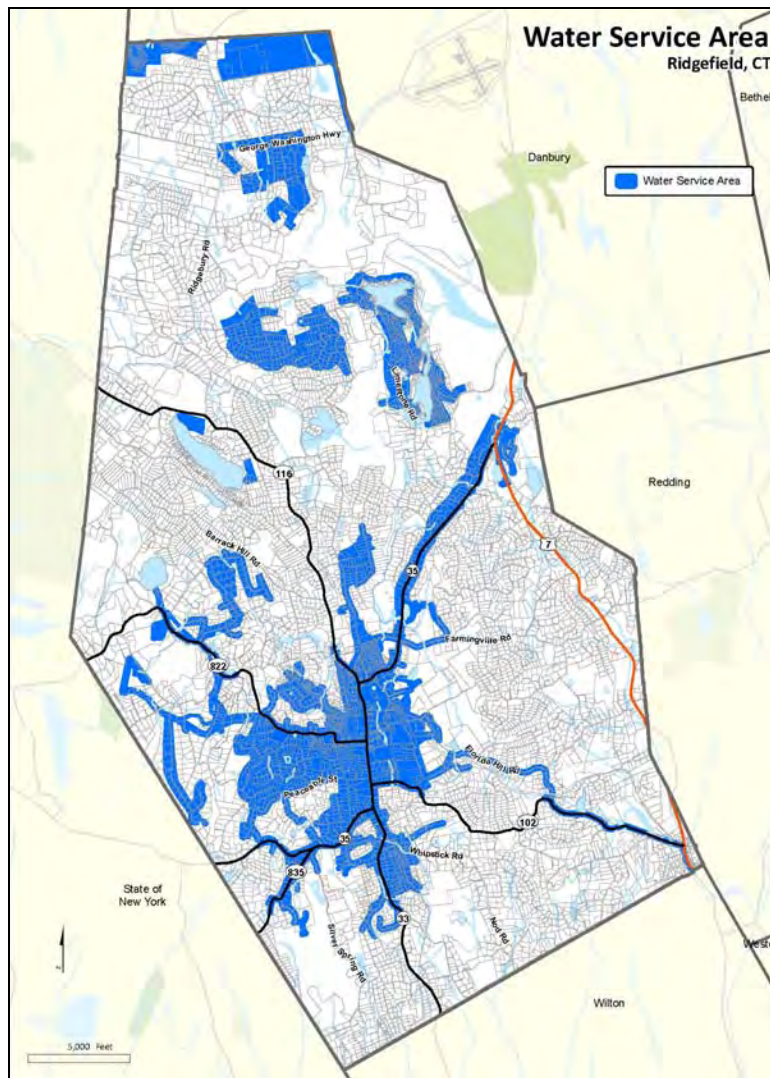 Water Service Area
Ridgefield, CT
Bethel
George Washington Hwy
Danbury
Water Service Area
Ridgebury Rd
Limestone Rd
116
Redding
7
Barrack Hill Rd
35
Farmingville Rd
822
Florida Hill Rd
Peaceable St
102
35
Whipstick Rd
835
State of
New York
33
Silver Spring Rd
Nod Rd
Westo
Wilton
z
5,000 Feet